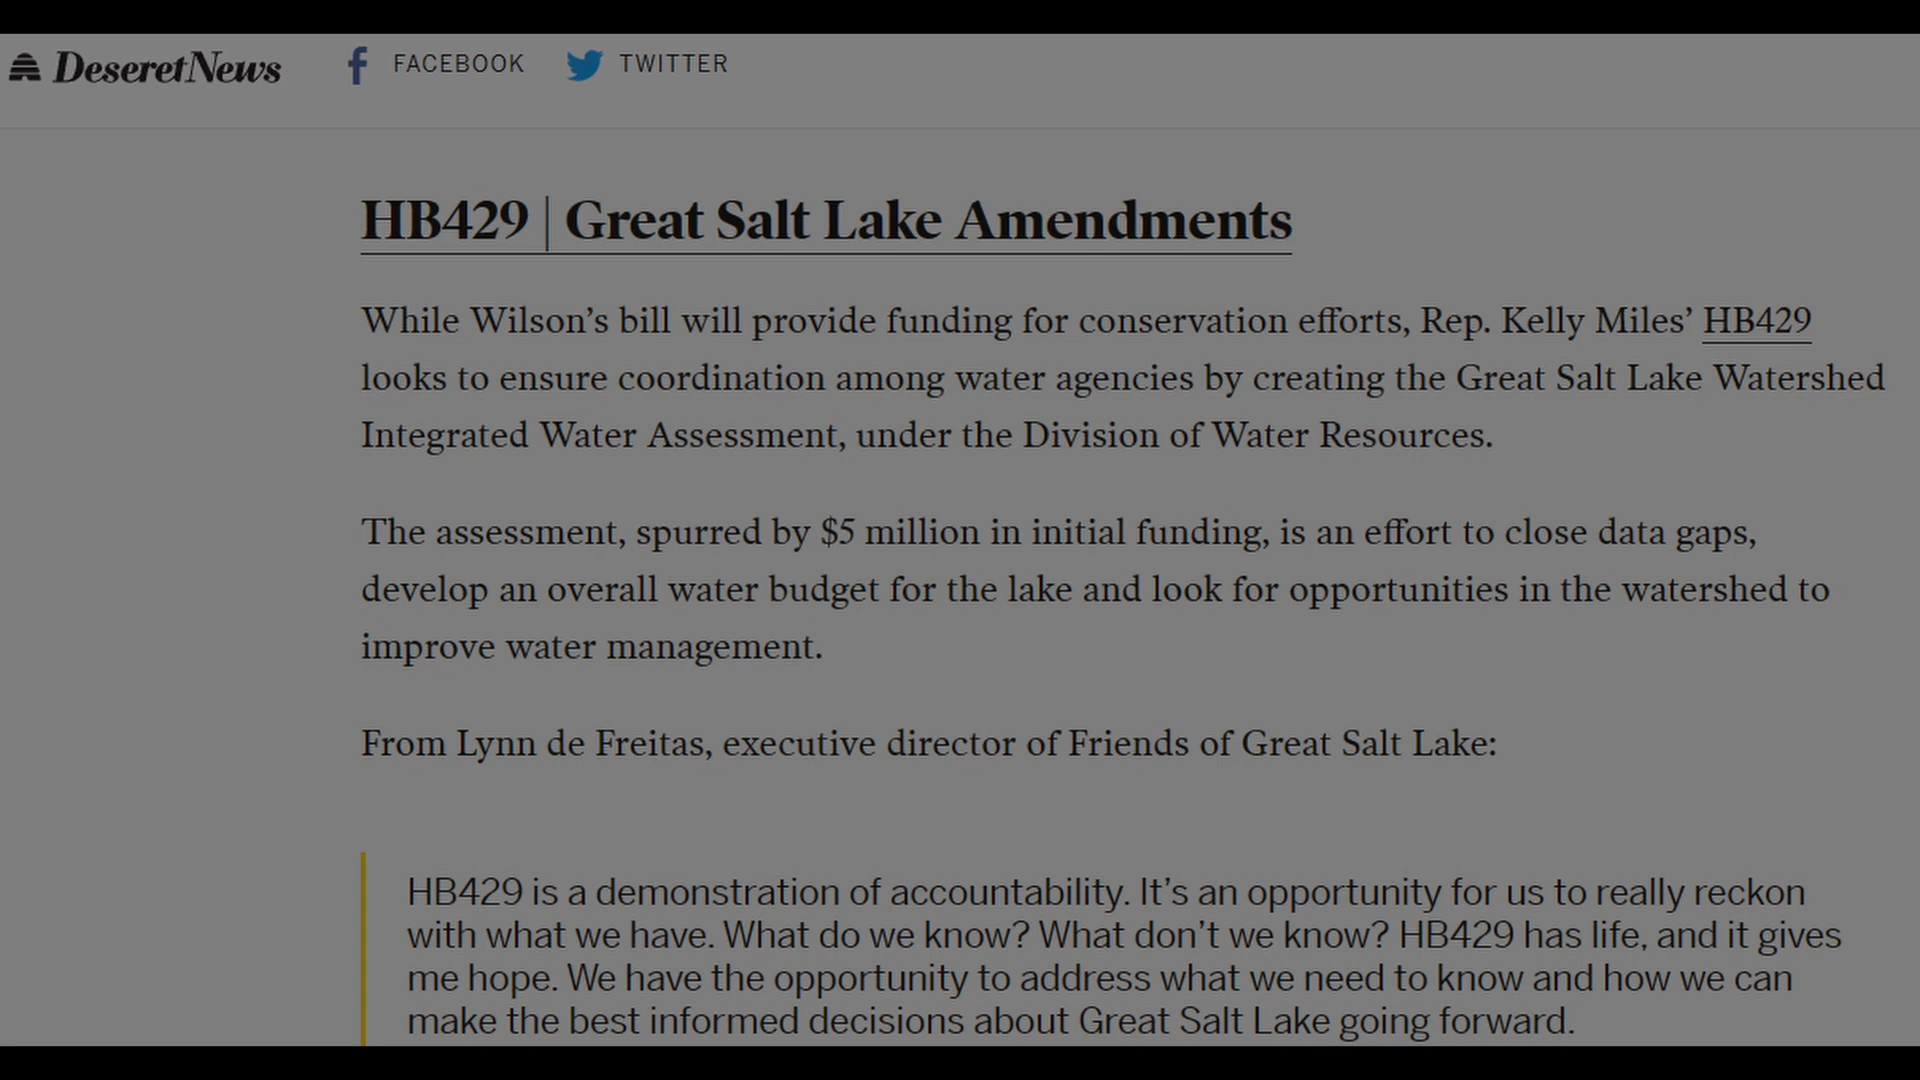 DeseretNews FACEBOOK TWITTER
HB429 | Great Salt Lake Amendments
While Wilson’s bill will provide funding for conservation efforts, Rep. Kelly Miles’ HB429
looks to ensure coordination among water agencies by creating the Great Salt Lake Watershed
Integrated Water Assessment, under the Division of Water Resources.
The assessment, spurred by $5 million in initial funding, is an effort to close data gaps,
develop an overall water budget for the lake and look for opportunities in the watershed to
improve water management.
From Lynn de Freitas, executive director of Friends of Great Salt Lake:
HB429 is a demonstration of accountability. It’s an opportunity for us to really reckon
with what we have. What do we know? What don’t we know? HB429 has life, and it gives
me hope. We have the opportunity to address what we need to know and how we can
make the best informed decisions about Great Salt Lake going forward.